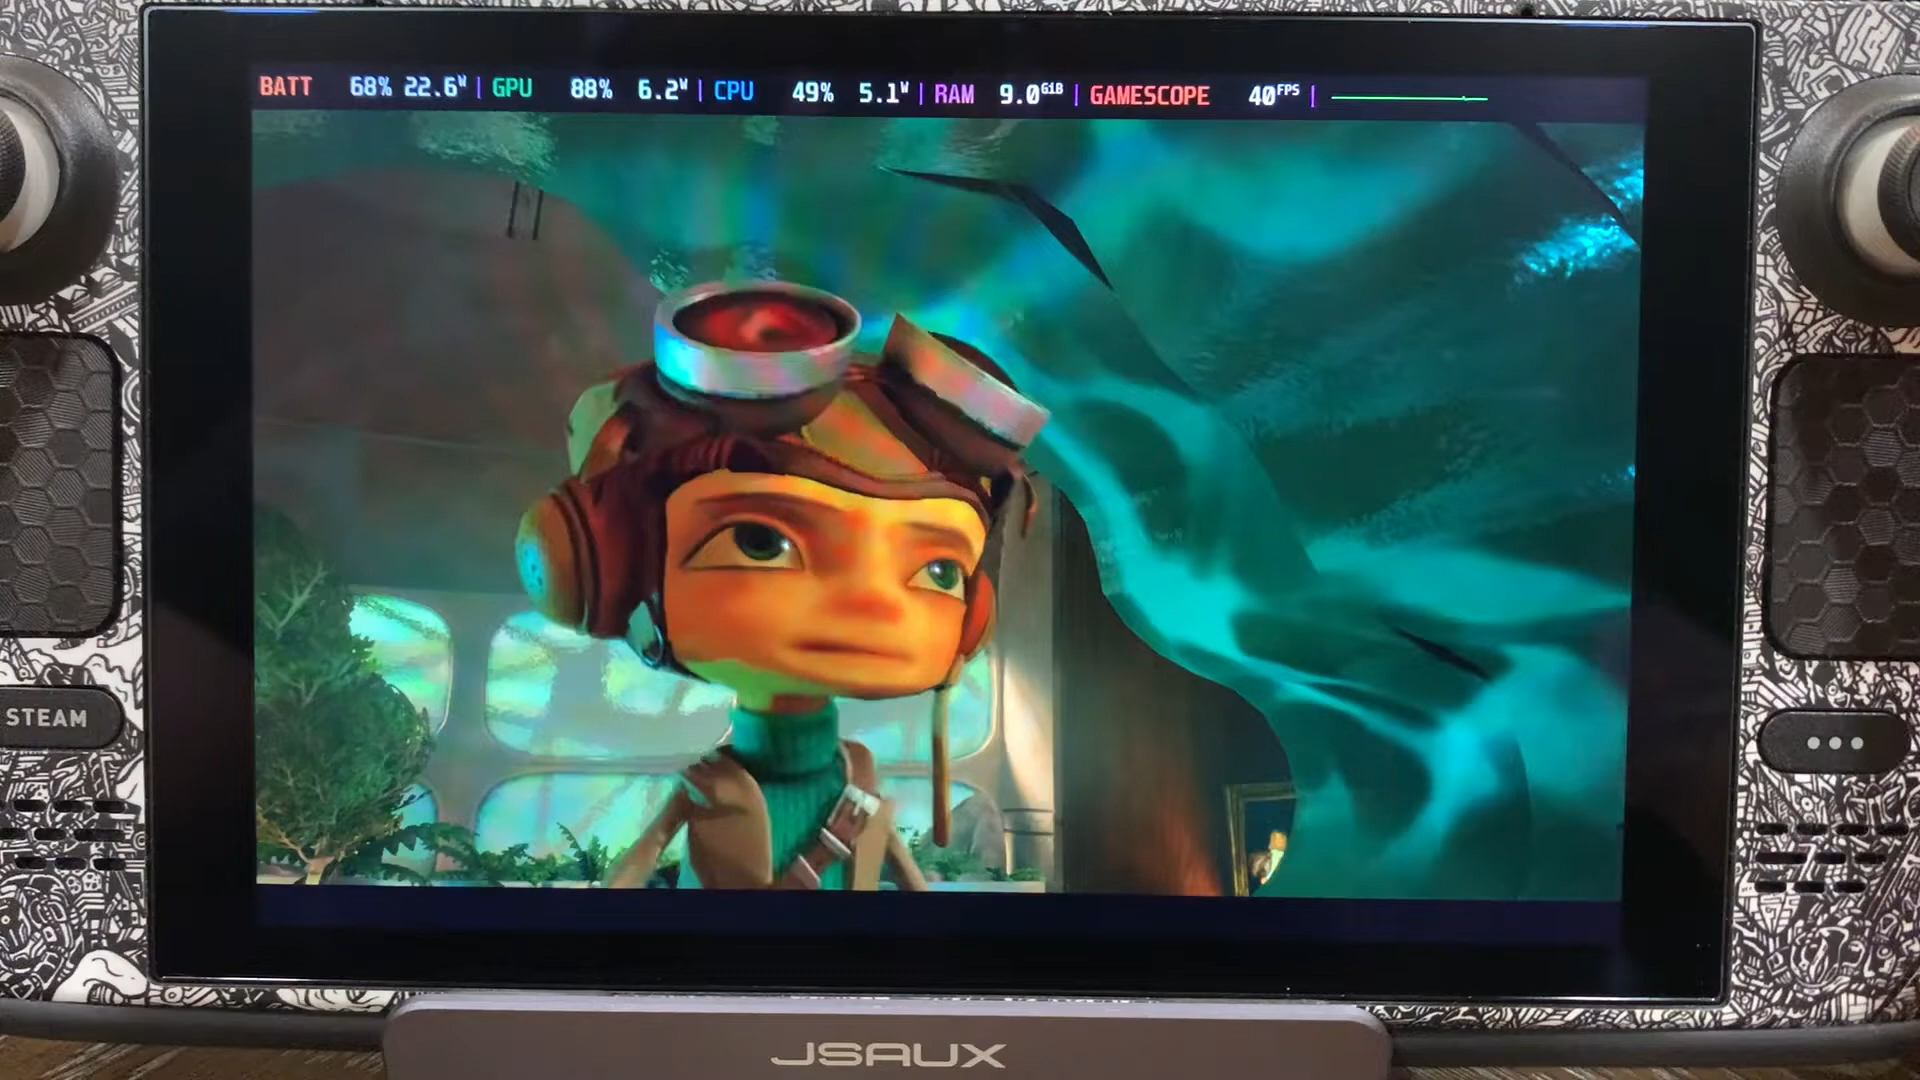 BATT 68% 22.6W | GPU 88% 6.2W | CPU 49% 5.1W | RAM 9.0GiB | GAMESCOPE 40FPS |
STEAM
JSAUX